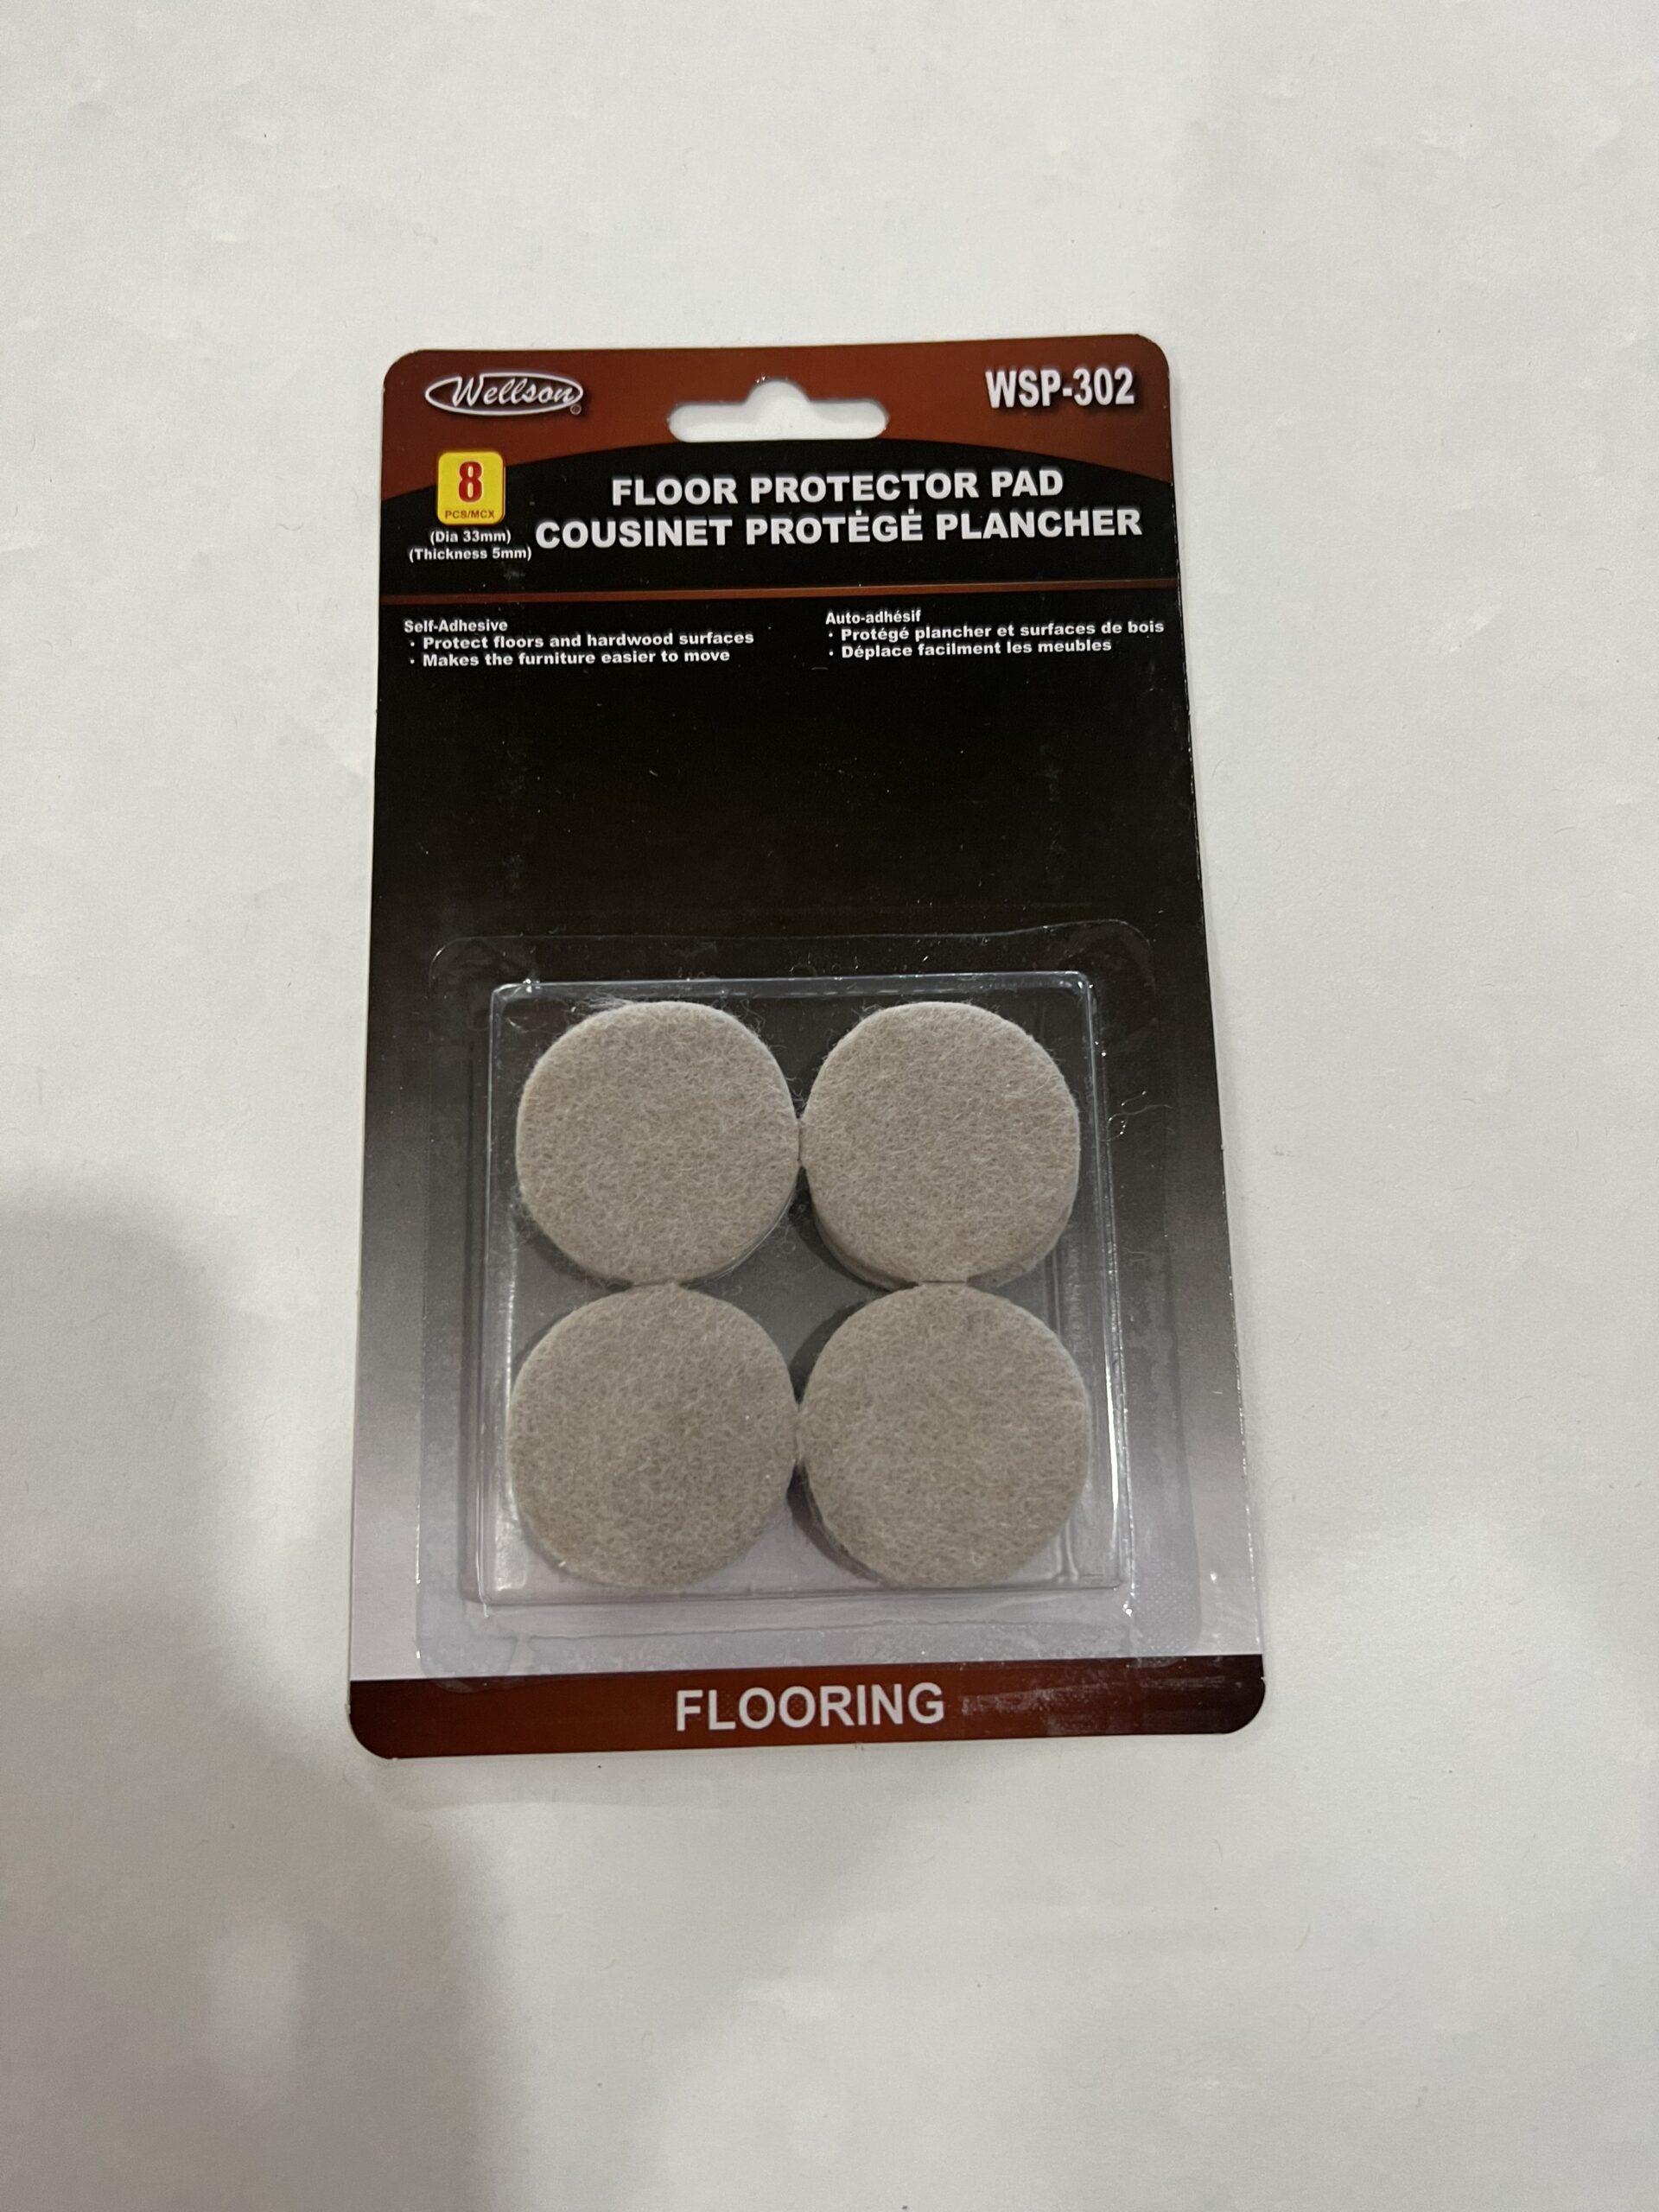 Wellson
WSP-302
8
PCS/MCX
(Dia 33mm)
(Thickness 5mm)
FLOOR PROTECTOR PAD
COUSINET PROTĖGĖ PLANCHER
Self-Adhesive
· Protect floors and hardwood surfaces
· Makes the furniture easier to move
Auto-adhésif
· Protégé plancher et surfaces de bois
· Déplace facilment les meubles
FLOORING